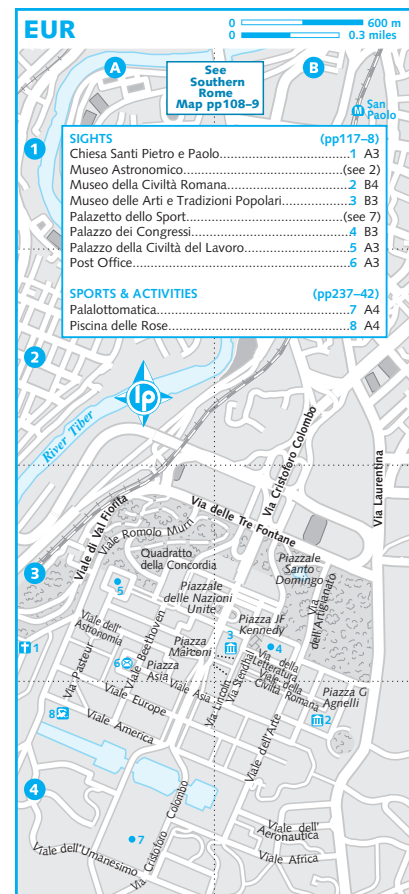 EUR
0 600 m
0 0.3 miles
A
B
See
Southern
Rome
Map pp108–9
M San
Paolo
1
SIGHTS (pp117–8)
Chiesa Santi Pietro e Paolo 1 A3
Museo Astronomico (see 2)
Museo della Civiltà Romana 2 B4
Museo delle Arti e Tradizioni Popolari 3 B3
Palazetto dello Sport (see 7)
Palazzo dei Congressi 4 B3
Palazzo della Civiltà del Lavoro 5 A3
Post Office 6 A3
SPORTS & ACTIVITIES (pp237–42)
Palalottomatica 7 A4
Piscina delle Rose 8 A4
2
lp
River Tiber
Via Cristoforo Colombo
Via Laurentina
Viale di Val Fiorita
Via delle Tre Fontane
Viale Romolo Murri
Quadratto
della Concordia
Piazzale
Santo
Domingo
3
5
Piazzale
delle Nazioni
Unite
Via
dell'Artigianato
Viale dell'
Astronomia
Viale Beethoven
Piazza JF
Kennedy
1
Piazza
Marconi
3
4
Via Pasteur
6
Piazza
Asia
Via della
Letteratura
Viale della
Civiltà Romana
Viale Asia
Via Lincoln
Via Stendhal
Piazza G
Agnelli
Viale Europe
8
2
Viale America
Viale dell'Arte
4
Via Cristoforo Colombo
7
Viale dell'
Aeronautica
Viale dell'Umanesimo
Viale Africa